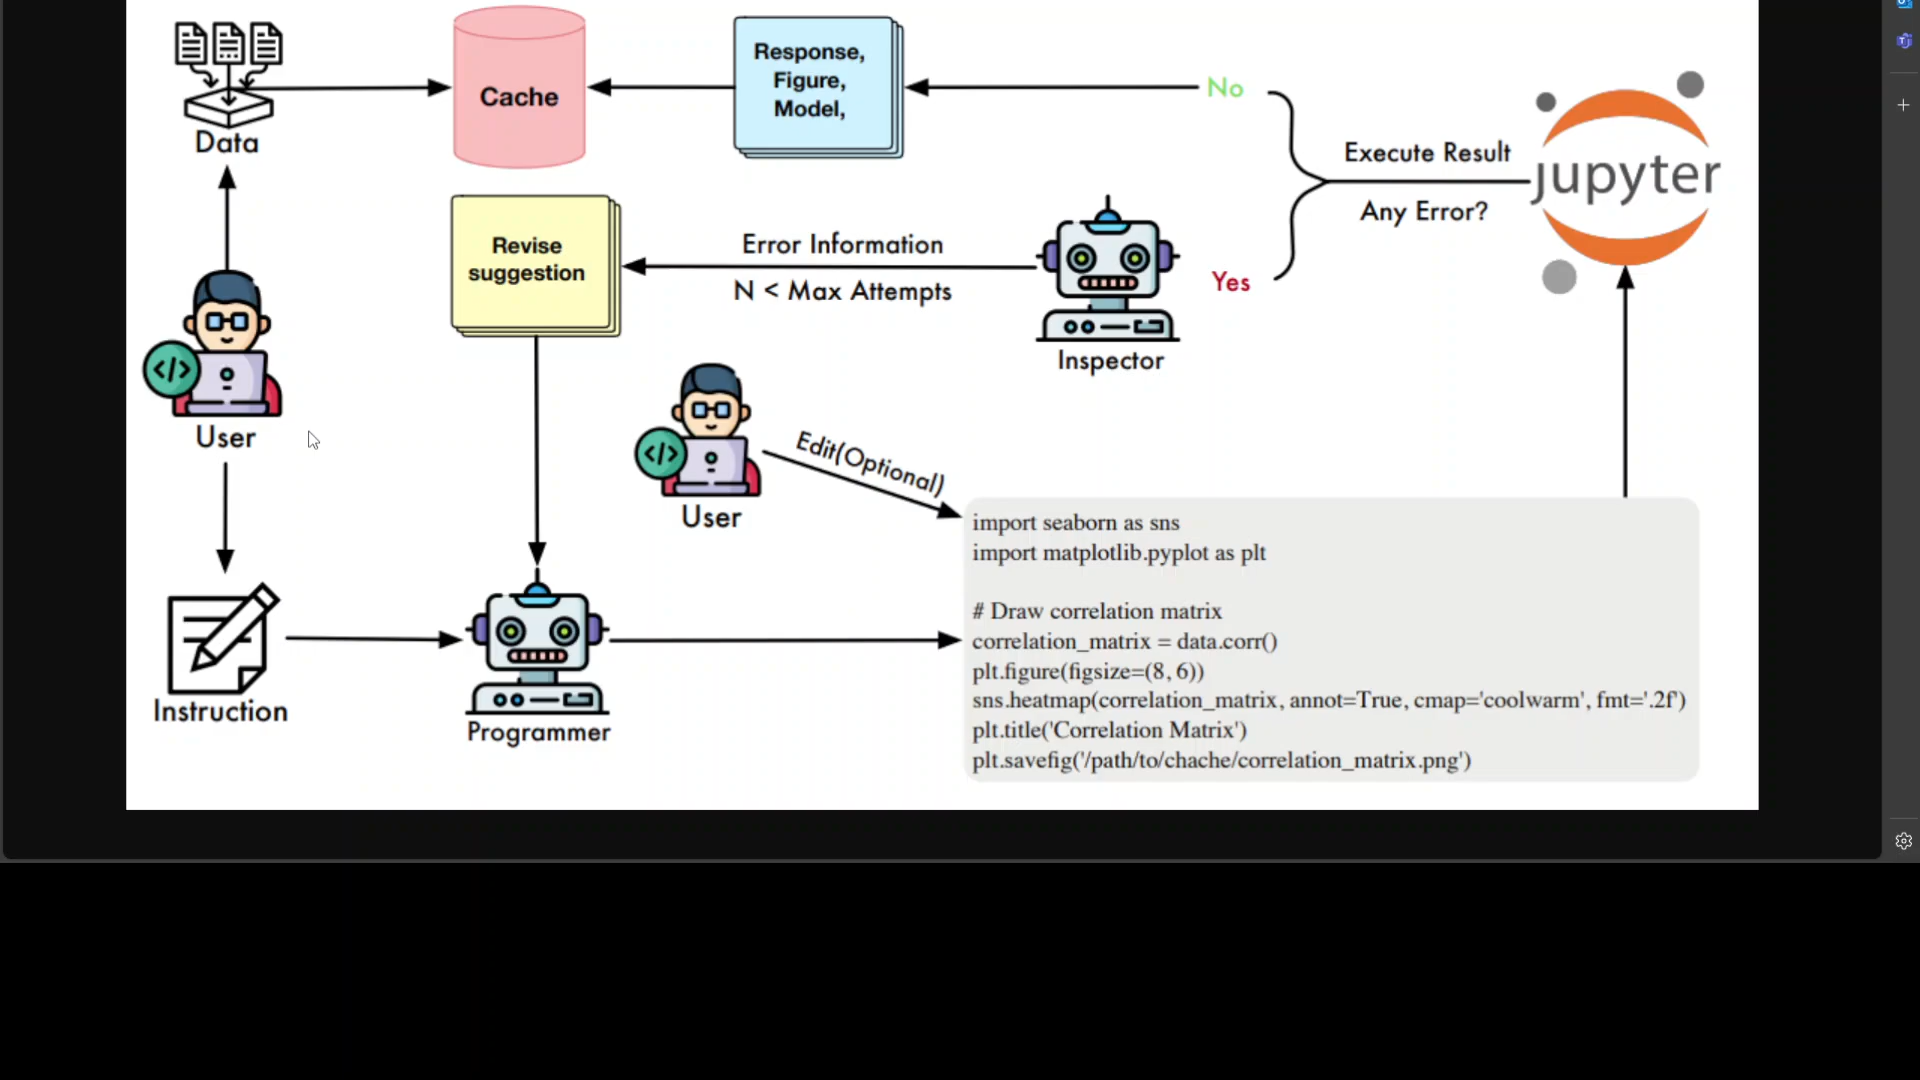 Data
Cache
Response,
Figure,
Model,
No
Execute Result
Any Error?
jupyter
Revise
suggestion
Error Information
N < Max Attempts
Yes
Inspector
</>
User
</>
User
Edit(Optional)
Instruction
Programmer
import seaborn as sns
import matplotlib.pyplot as plt
# Draw correlation matrix
correlation_matrix = data.corr()
plt.figure(figsize=(8, 6))
sns.heatmap(correlation_matrix, annot=True, cmap='coolwarm', fmt='.2f')
plt.title('Correlation Matrix')
plt.savefig('/path/to/chache/correlation_matrix.png')